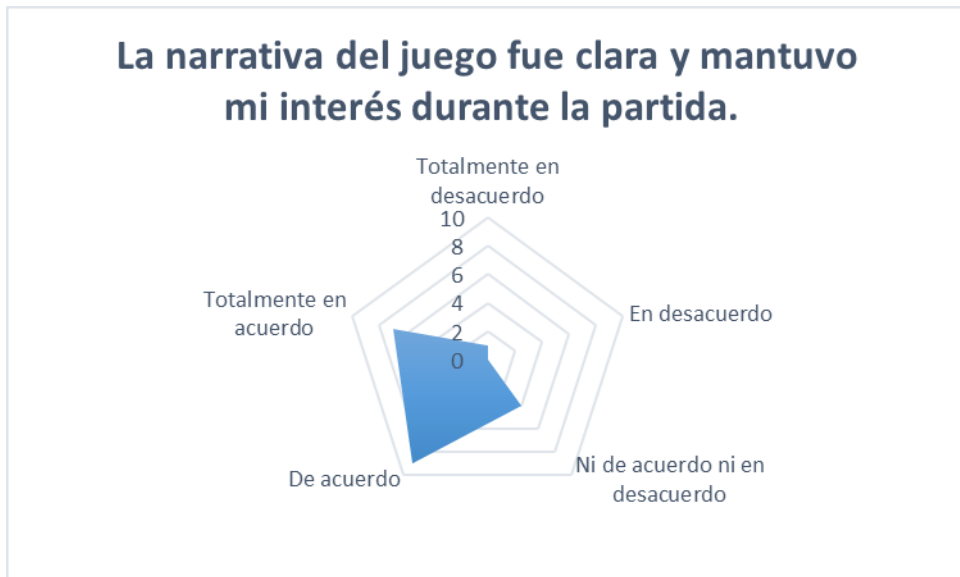 La narrativa del juego fue clara y mantuvo
mi interés durante la partida.
Totalmente en
desacuerdo
10
8
6
4
2
0
En desacuerdo
Ni de acuerdo ni en
desacuerdo
De acuerdo
Totalmente en
acuerdo